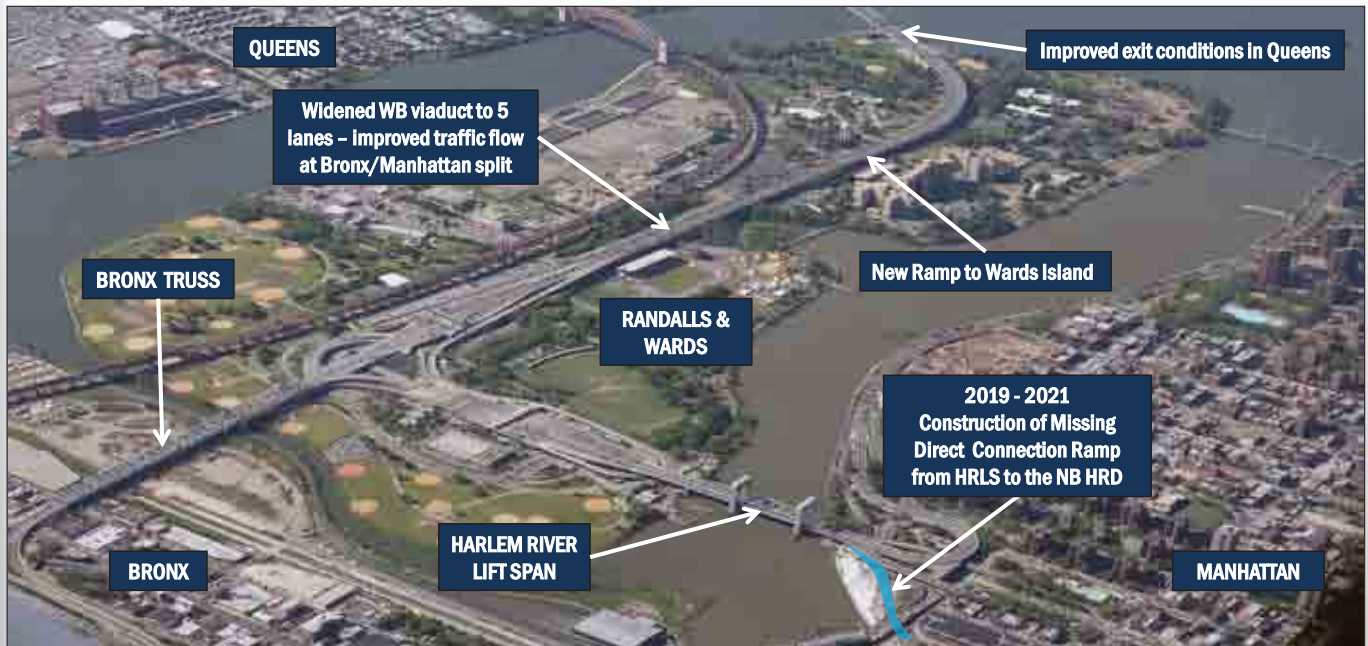 QUEENS
Improved exit conditions in Queens
Widened WB viaduct to 5
lanes – improved traffic flow
at Bronx/Manhattan split
BRONX TRUSS
New Ramp to Wards Island
RANDALLS &
WARDS
2019 - 2021
Construction of Missing
Direct Connection Ramp
from HRLS to the NB HRD
HARLEM RIVER
LIFT SPAN
BRONX
MANHATTAN